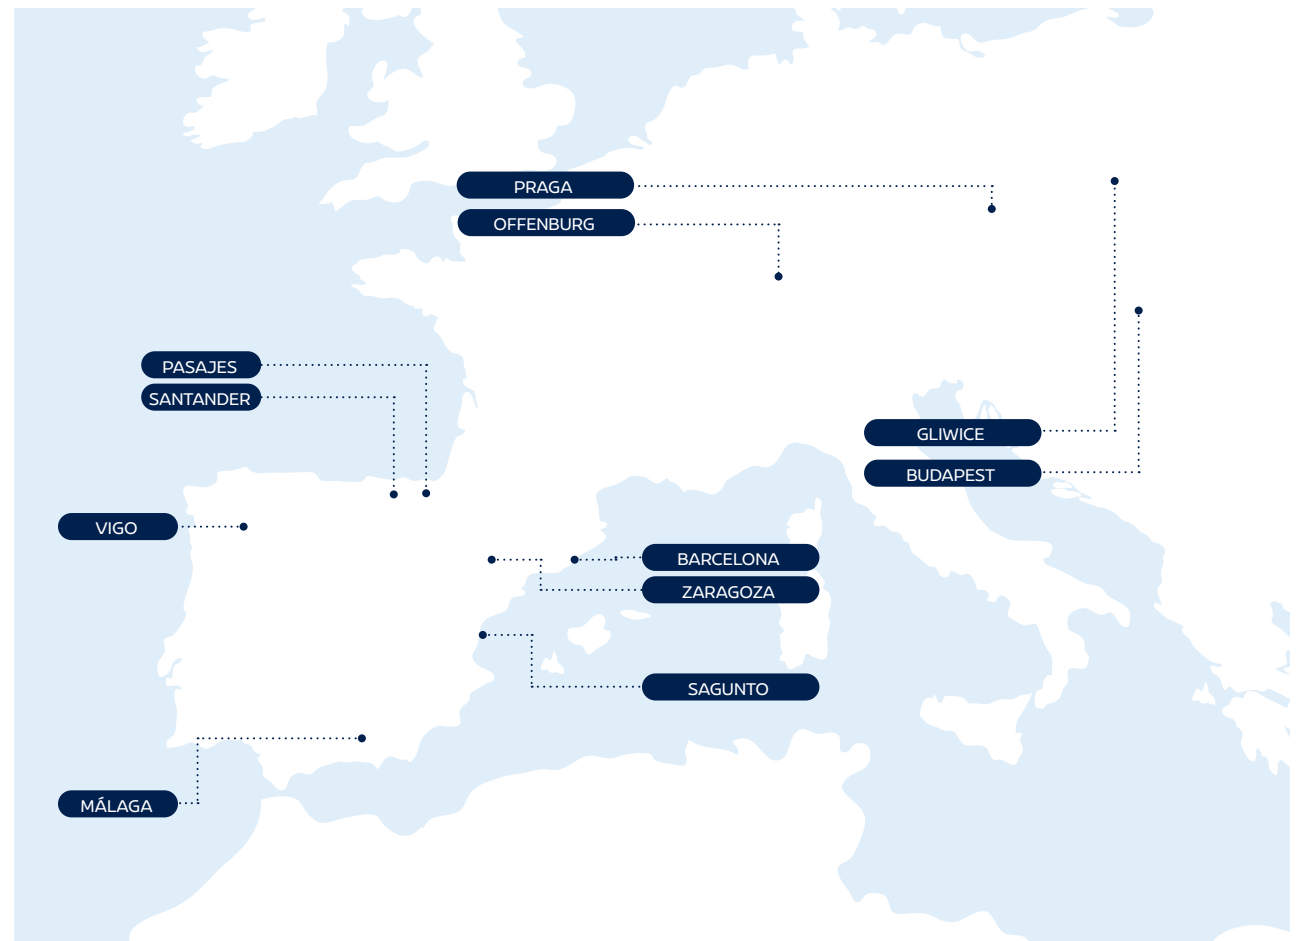 PRAGA
OFFENBURG
PASAJES
SANTANDER
GLIWICE
BUDAPEST
VIGO
BARCELONA
ZARAGOZA
SAGUNTO
MÁLAGA